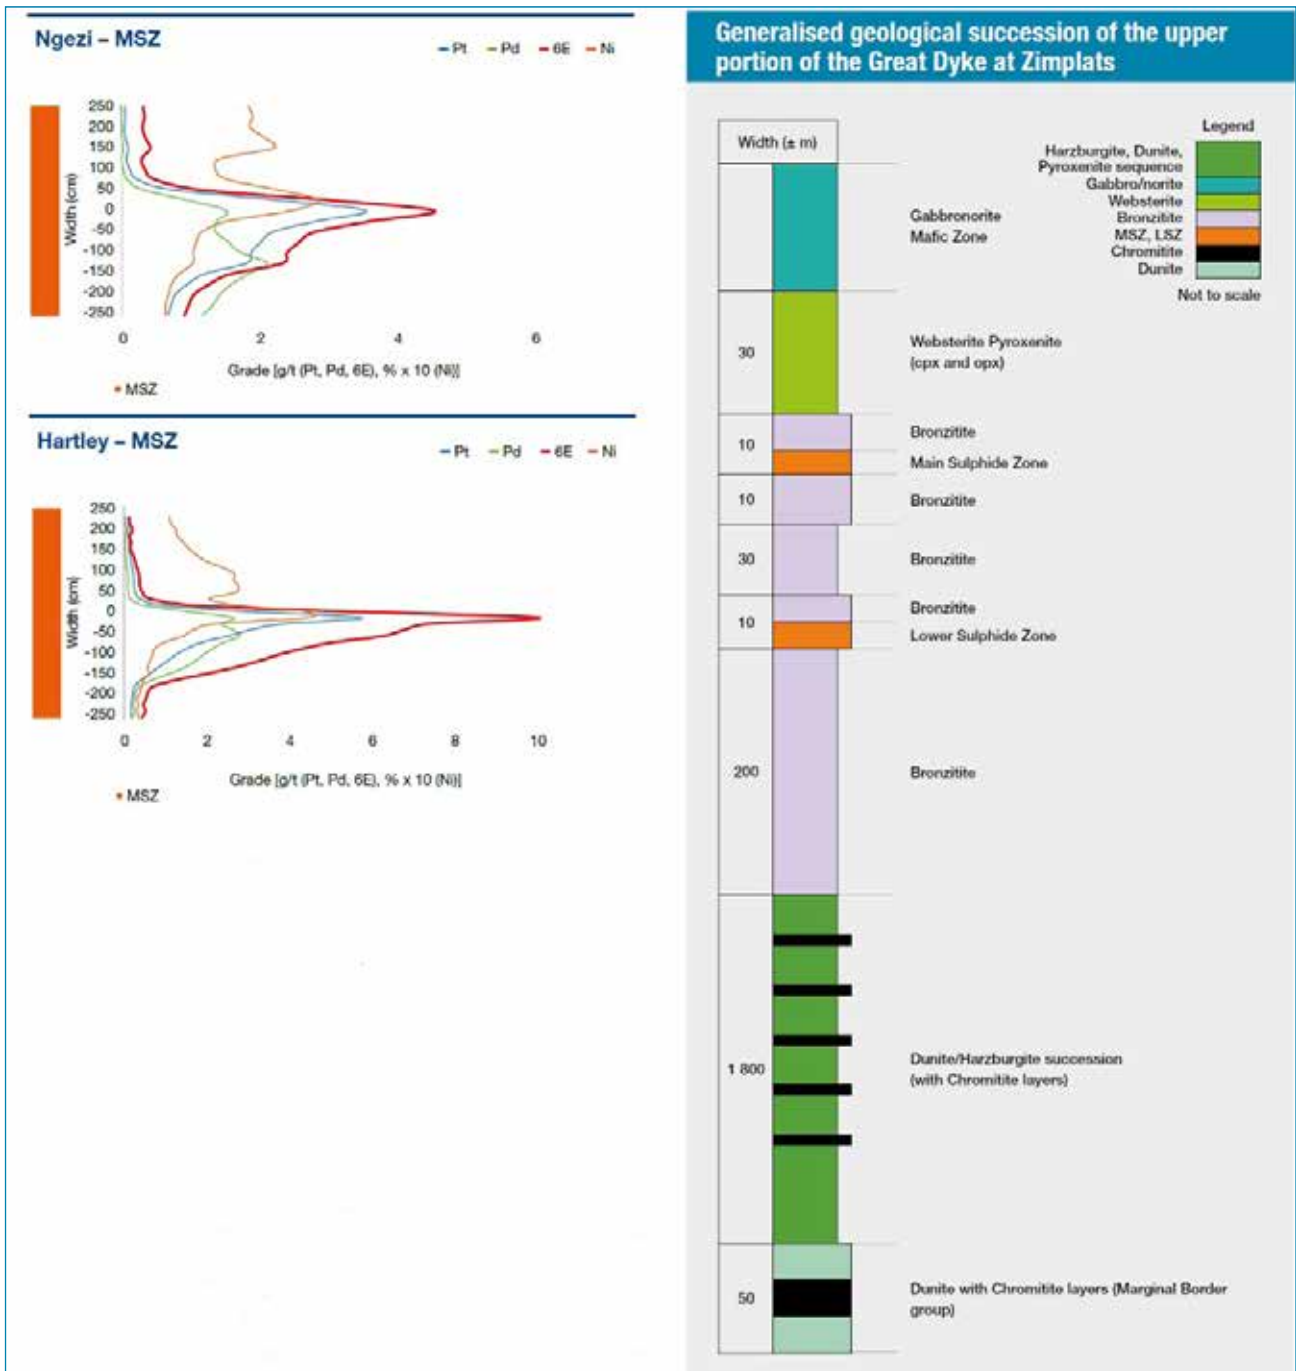 Ngezi – MSZ
Pt Pd 6E Ni
250
200
150
100
50
0
-50
-100
-150
-200
-250
Width (cm)
0 2 4 6
Grade [g/t (Pt, Pd, 6E), % x 10 (Ni)]
MSZ
Hartley – MSZ
Pt Pd 6E Ni
250
200
150
100
50
0
-50
-100
-150
-200
-250
Width (cm)
0 2 4 6 8 10
Grade [g/t (Pt, Pd, 6E), % x 10 (Ni)]
MSZ
Generalised geological succession of the upper
portion of the Great Dyke at Zimplats
Legend
Harzburgite, Dunite,
Pyroxenite sequence
Gabbro/norite
Websterite
Bronzitite
MSZ, LSZ
Chromitite
Dunite
Not to scale
Width (± m)
Gabbronorite
Mafic Zone
30
Websterite Pyroxenite
(cpx and opx)
10
Bronzitite
Main Sulphide Zone
10
Bronzitite
30
Bronzitite
10
Bronzitite
Lower Sulphide Zone
200
Bronzitite
1 800
Dunite/Harzburgite succession
(with Chromitite layers)
50
Dunite with Chromitite layers (Marginal Border
group)